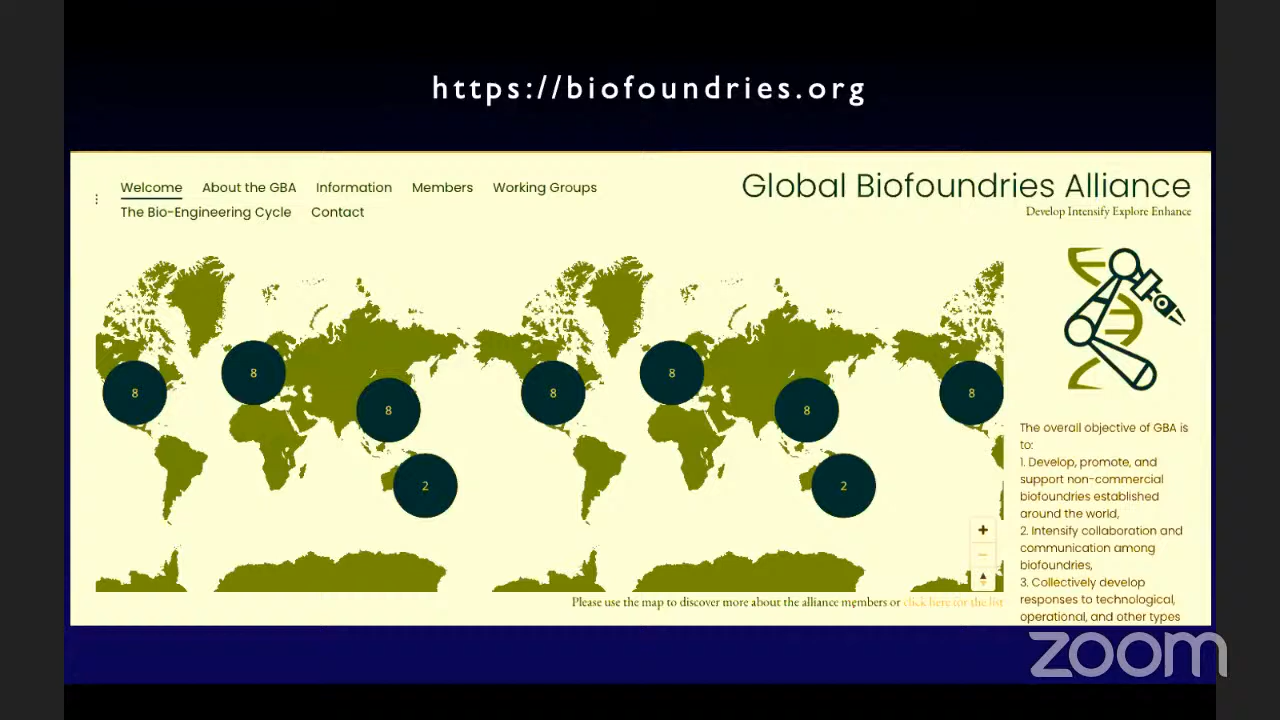 https://biofoundries.org
Welcome About the GBA Information Members Working Groups
The Bio-Engineering Cycle Contact
Global Biofoundries Alliance
Develop Intensify Explore Enhance
8 8 8 2 8 8 8 2 8
+
−
Please use the map to discover more about the alliance members or click here for the list
The overall objective of GBA is
to:
1. Develop, promote, and
support non-commercial
biofoundries established
around the world,
2. Intensify collaboration and
communication among
biofoundries,
3. Collectively develop
responses to technological,
operational, and other types
zoom